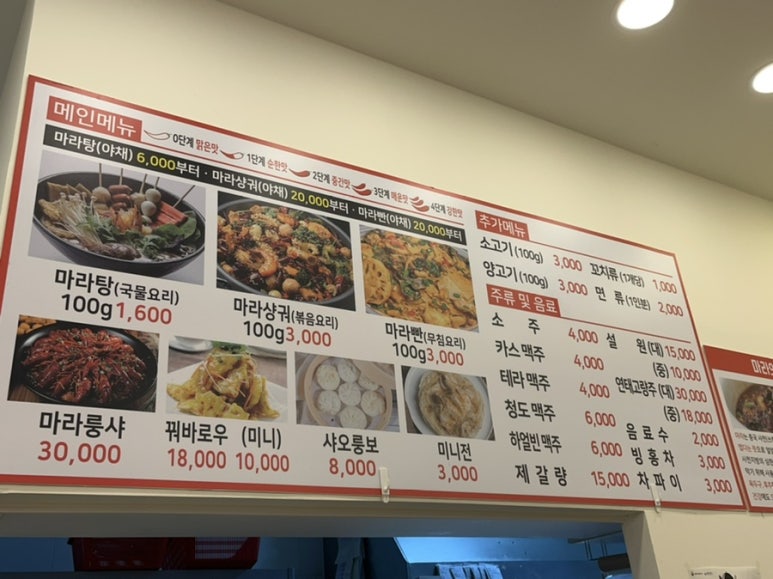 메인메뉴
0단계 맑은맛 1단계 순한맛 2단계 중간맛 3단계 매운맛 4단계 강한맛
마라탕(야채) 6,000부터 · 마라샹궈(야채) 20,000부터 · 마라빤(야채) 20,000부터
마라탕(국물요리)
100g 1,600
마라샹궈(볶음요리)
100g 3,000
마라빤(무침요리)
100g 3,000
마라룽샤
30,000
꿔바로우 (미니)
18,000 10,000
샤오룽보
8,000
미니전
3,000
추가메뉴
소고기(100g) 3,000 꼬치류(1개당) 1,000
양고기(100g) 3,000 면 류(1인분) 2,000
주류 및 음료
소 주 4,000 설 원(대) 15,000
카스맥주 4,000 (중) 10,000
테라맥주 4,000 연태고량주(대) 30,000
청도맥주 6,000 (중) 18,000
하얼빈맥주 6,000 음료수 2,000
제갈량 15,000 빙홍차 3,000
차파이 3,000